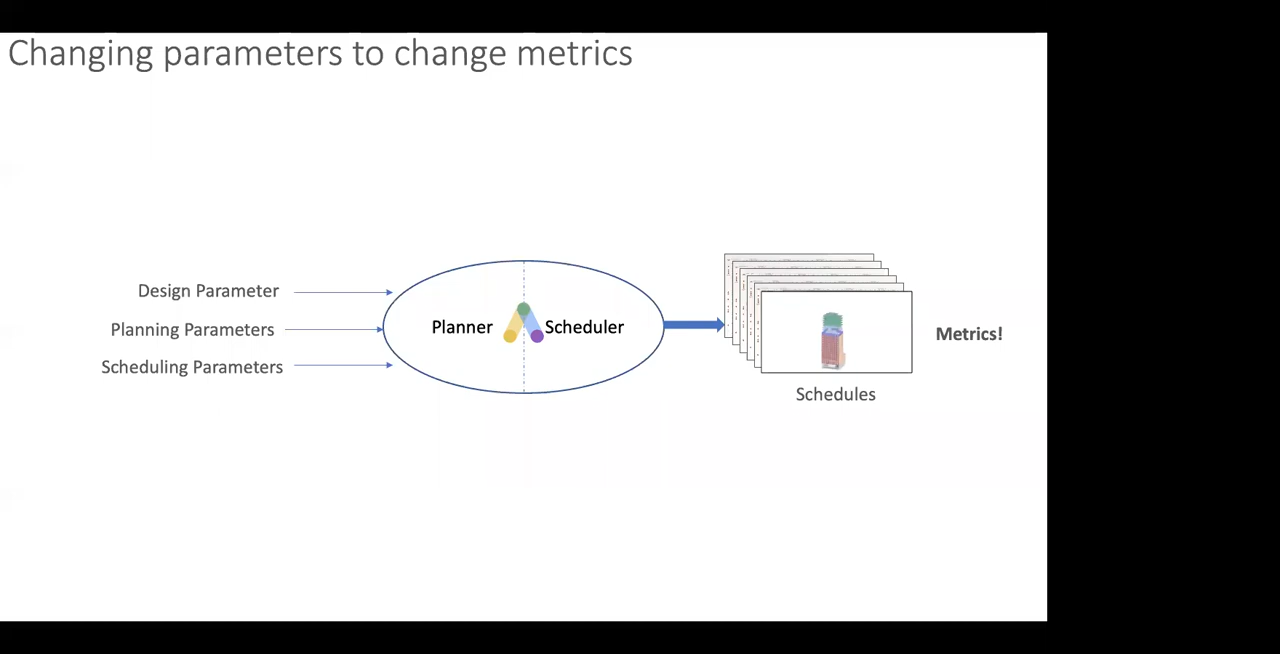 Changing parameters to change metrics
Design Parameter
Planning Parameters
Scheduling Parameters
Planner
Scheduler
Metrics!
Schedules